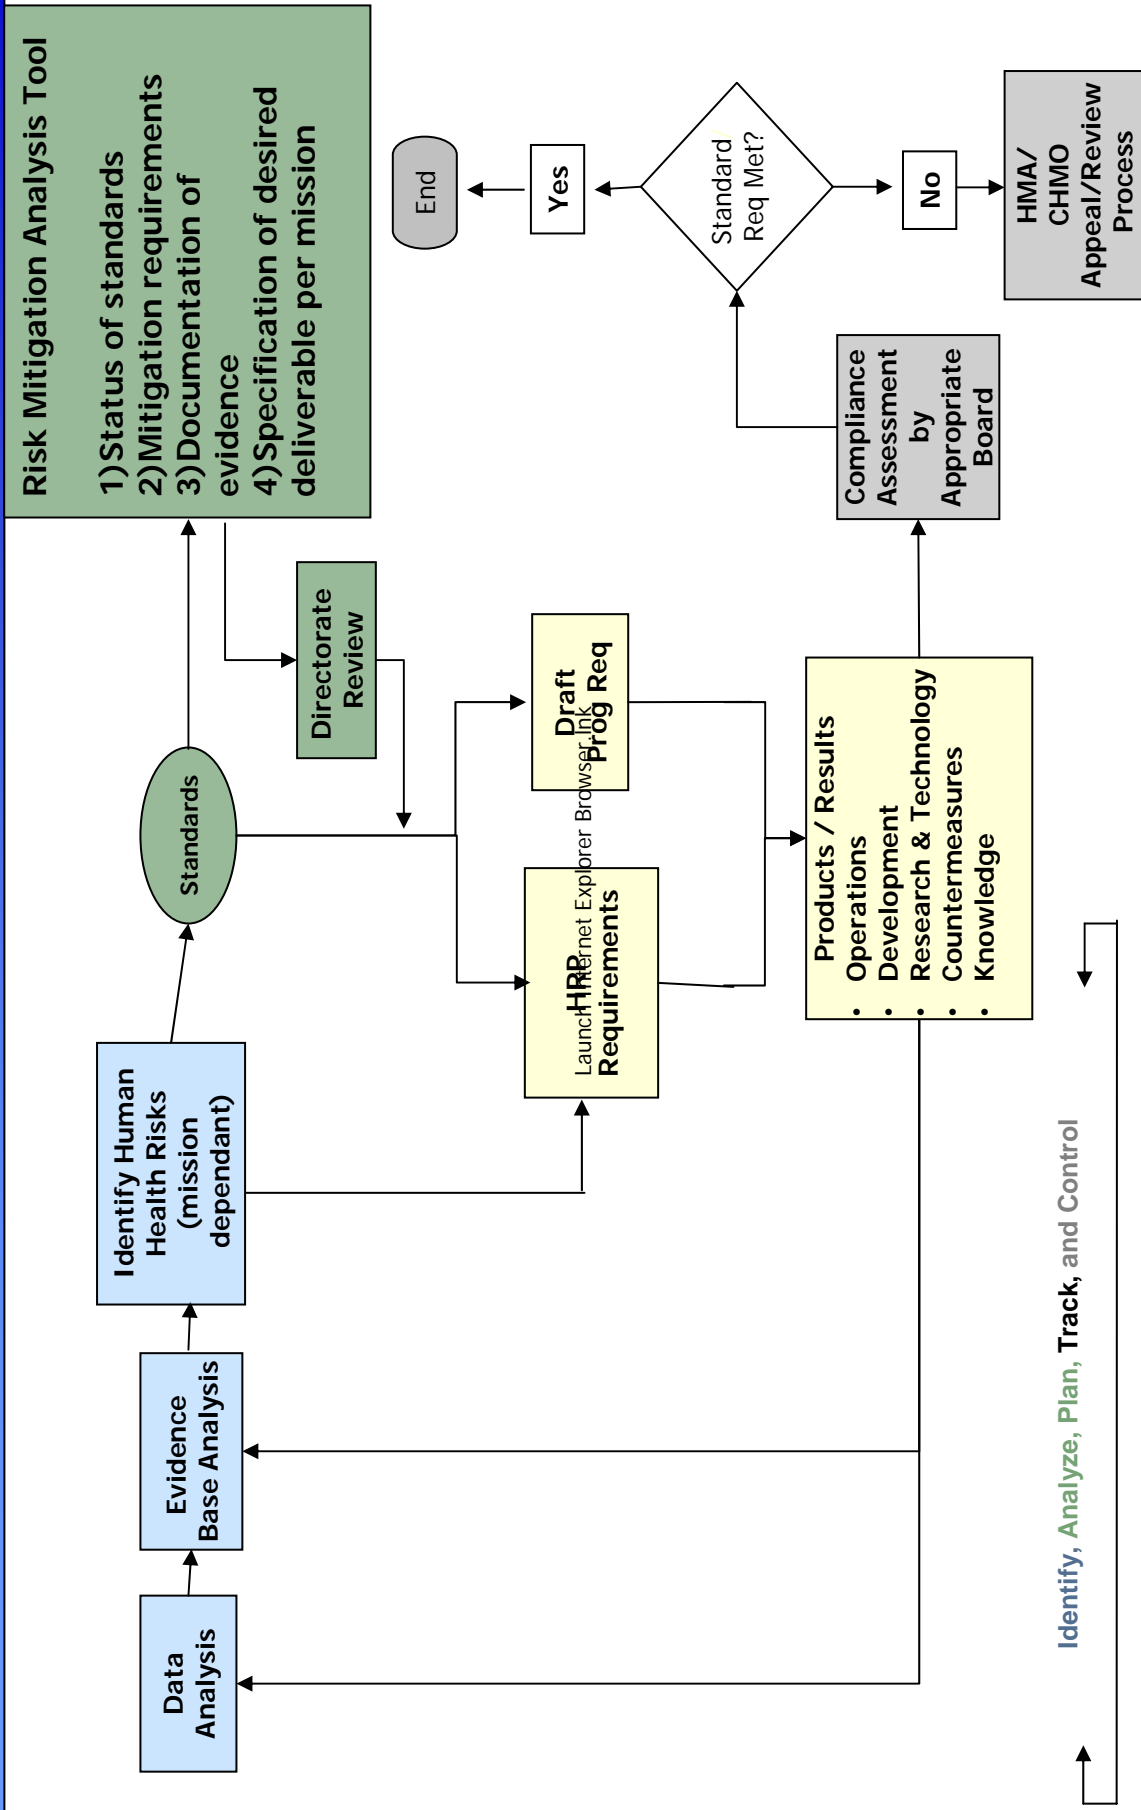 Data
Analysis
Evidence
Base Analysis
Identify Human
Health Risks
(mission
dependant)
Standards
Risk Mitigation Analysis Tool
1)Status of standards
2)Mitigation requirements
3)Documentation of
evidence
4)Specification of desired
deliverable per mission
Directorate
Review
HRP
Requirements
Draft
Prog Req
Launch Internet Explorer Browser.lnk
Products / Results
• Operations
• Development
• Research & Technology
• Countermeasures
• Knowledge
Compliance
Assessment
by
Appropriate
Board
Standard
Req Met?
Yes
End
No
HMA/
CHMO
Appeal/Review
Process
Identify, Analyze, Plan, Track, and Control